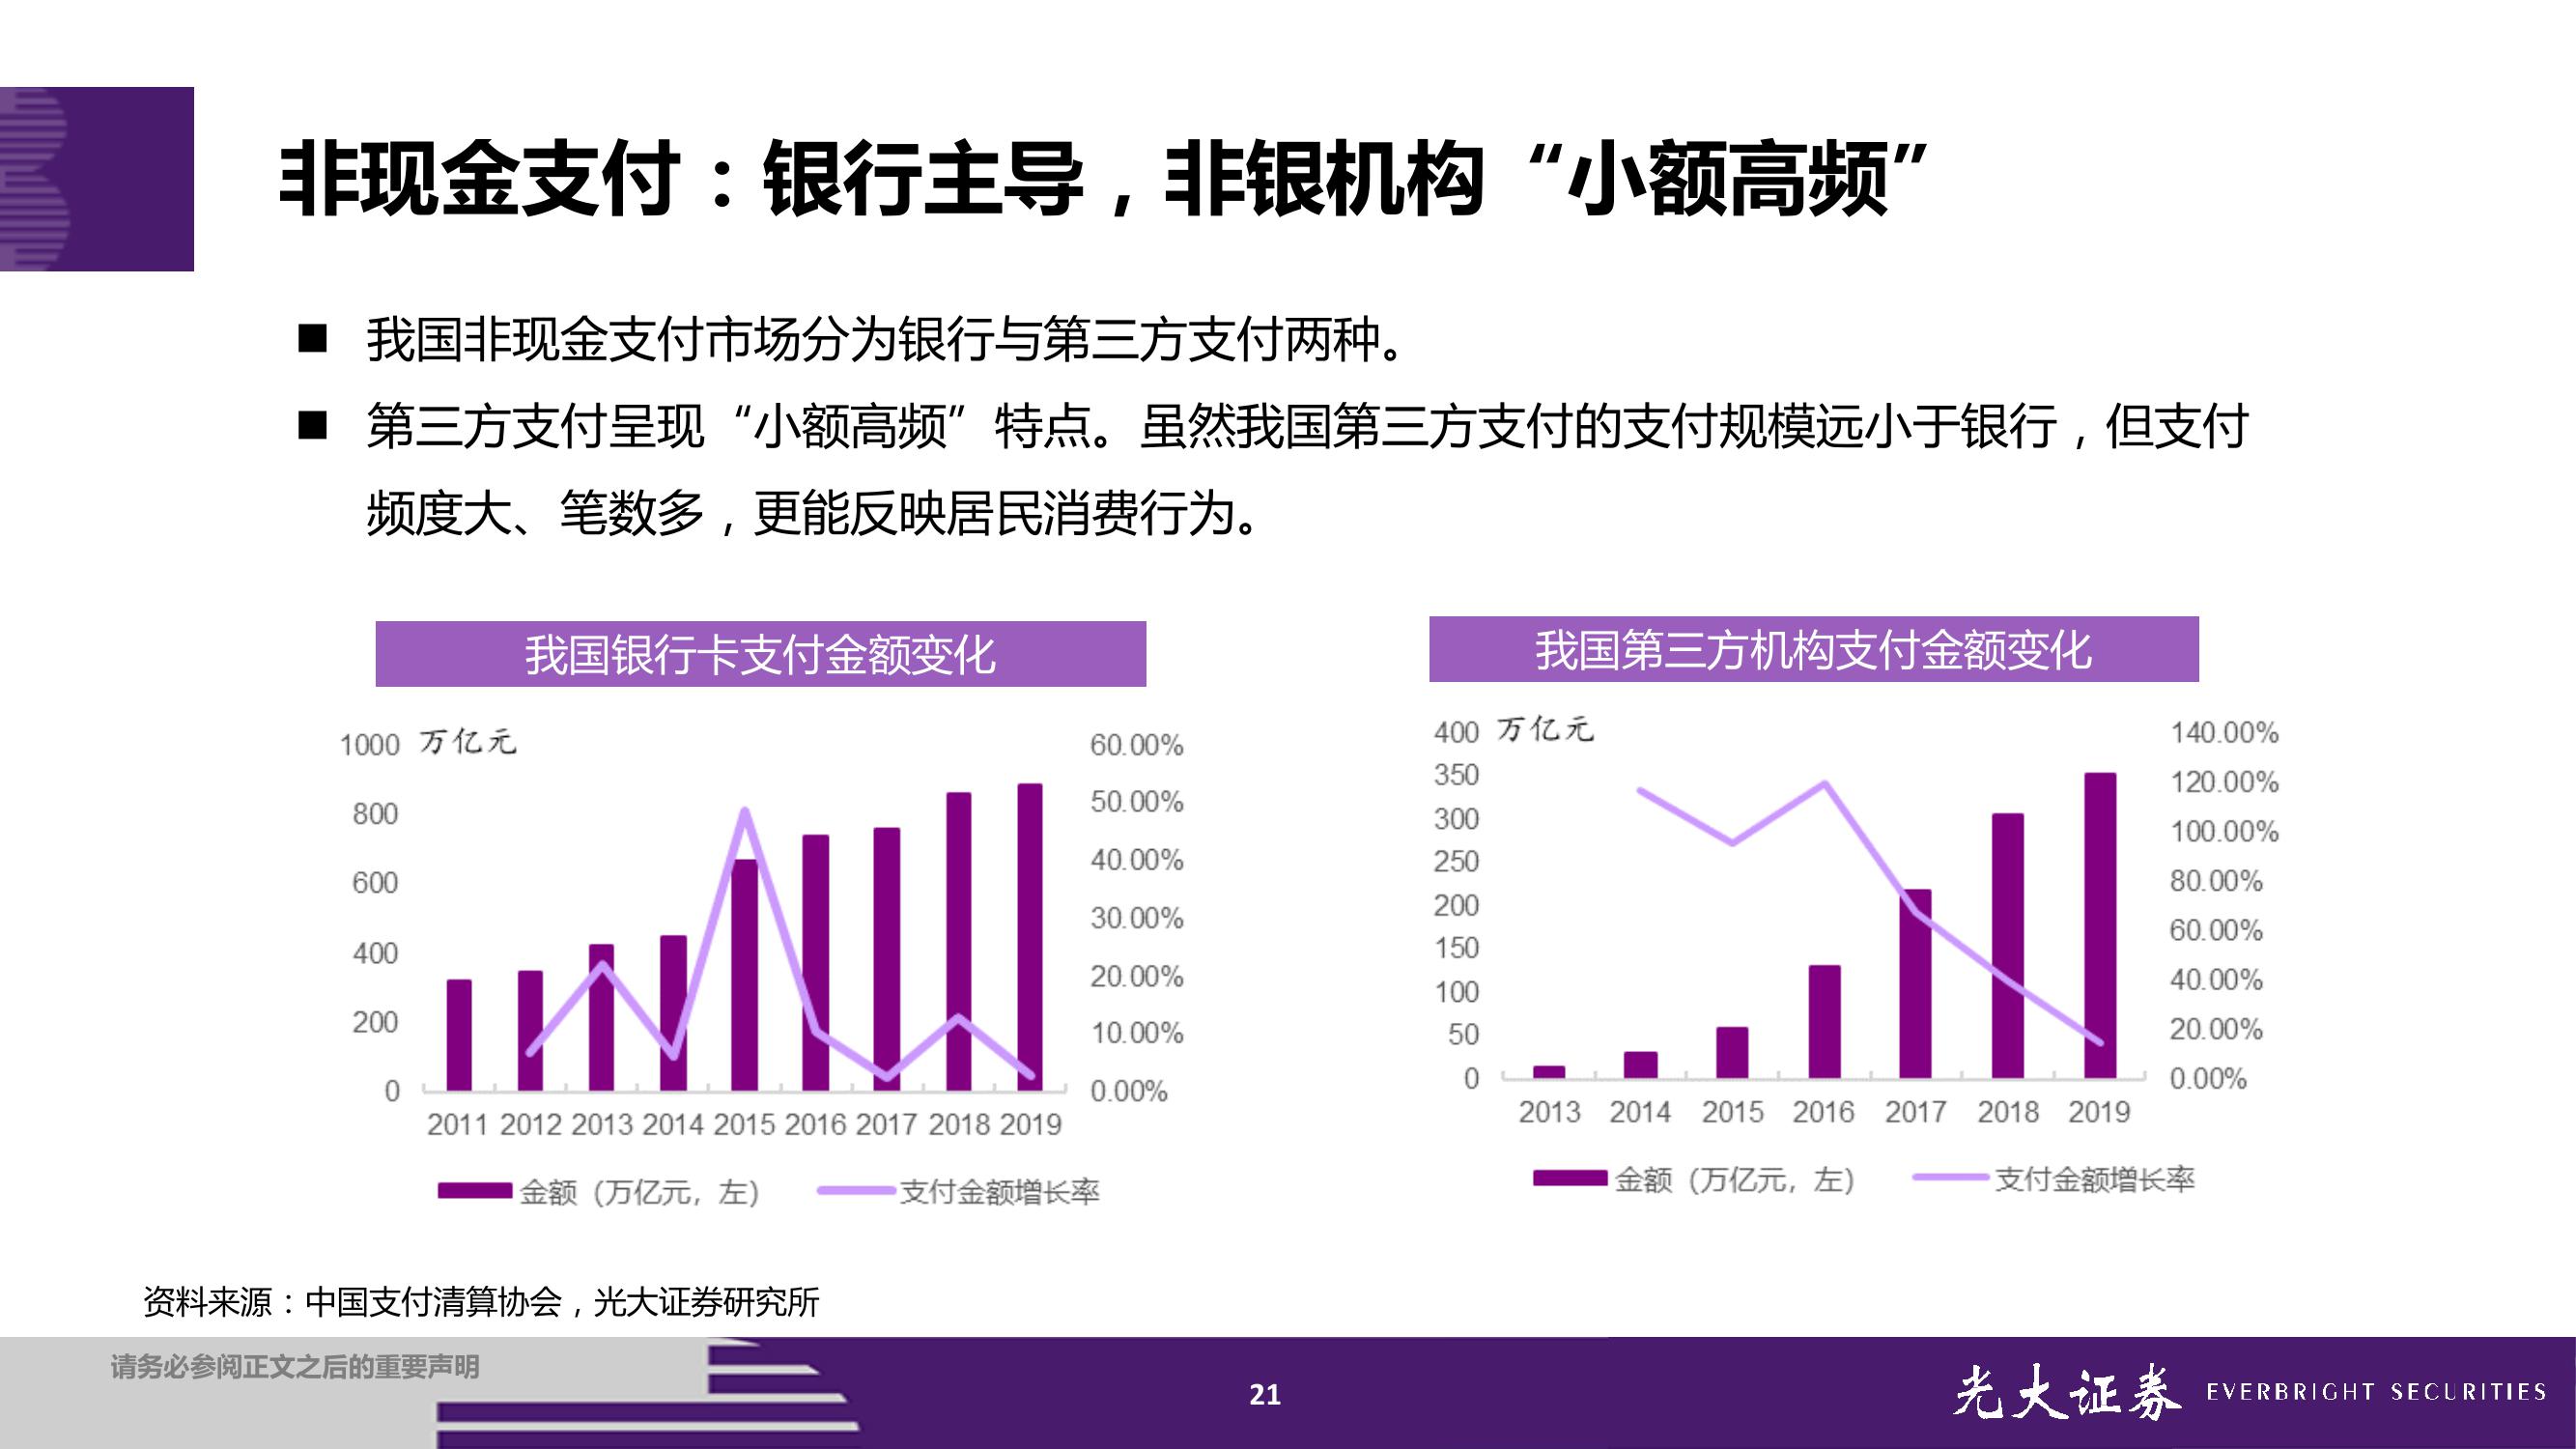 非现金支付：银行主导，非银机构“小额高频”
■ 我国非现金支付市场分为银行与第三方支付两种。
■ 第三方支付呈现“小额高频”特点。虽然我国第三方支付的支付规模远小于银行，但支付
频度大、笔数多，更能反映居民消费行为。
我国银行卡支付金额变化
1000 万亿元 60.00%
50.00%
800
40.00%
600
30.00%
400
20.00%
200
10.00%
0 0.00%
2011 2012 2013 2014 2015 2016 2017 2018 2019
金额（万亿元，左） 支付金额增长率
我国第三方机构支付金额变化
400 万亿元 140.00%
350 120.00%
300 100.00%
250
200 80.00%
150 60.00%
100 40.00%
50 20.00%
0 0.00%
2013 2014 2015 2016 2017 2018 2019
金额（万亿元，左） 支付金额增长率
资料来源：中国支付清算协会，光大证券研究所
请务必参阅正文之后的重要声明
21
光大证券 EVERBRIGHT SECURITIES